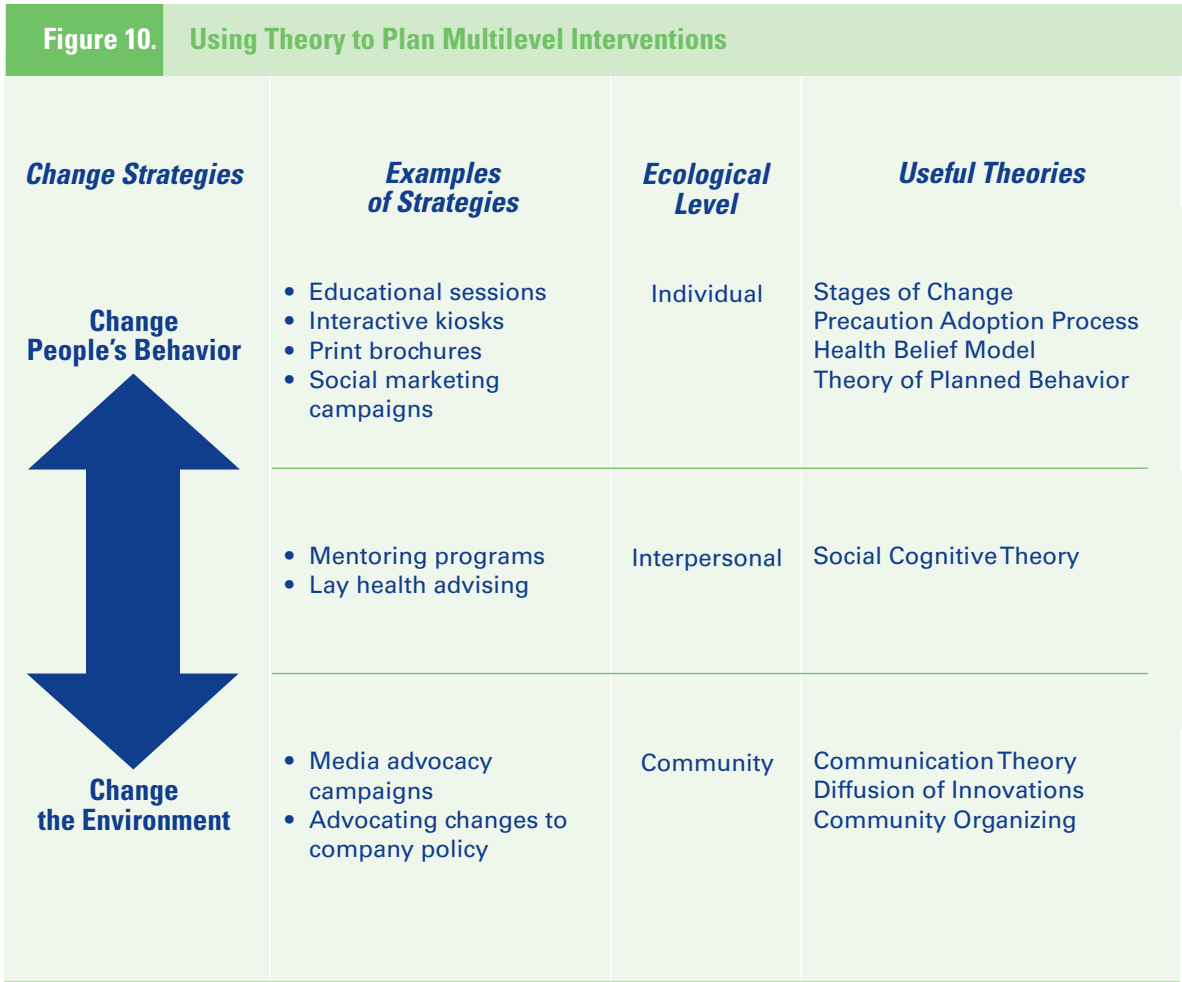 Figure 10. Using Theory to Plan Multilevel Interventions
Change Strategies
Examples
of Strategies
Ecological
Level
Useful Theories
Change
People's Behavior
• Educational sessions
• Interactive kiosks
• Print brochures
• Social marketing
campaigns
Individual
Stages of Change
Precaution Adoption Process
Health Belief Model
Theory of Planned Behavior
• Mentoring programs
• Lay health advising
Interpersonal
Social Cognitive Theory
Change
the Environment
• Media advocacy
campaigns
• Advocating changes to
company policy
Community
Communication Theory
Diffusion of Innovations
Community Organizing